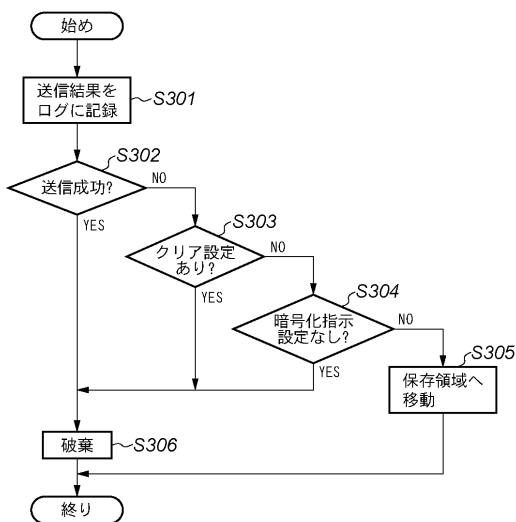 始め
送信結果を
ログに記録
S301
送信成功?
S302
NO
YES
クリア設定
あり?
S303
NO
YES
暗号化指示
設定なし?
S304
NO
YES
保存領域へ
移動
S305
破棄
S306
終り